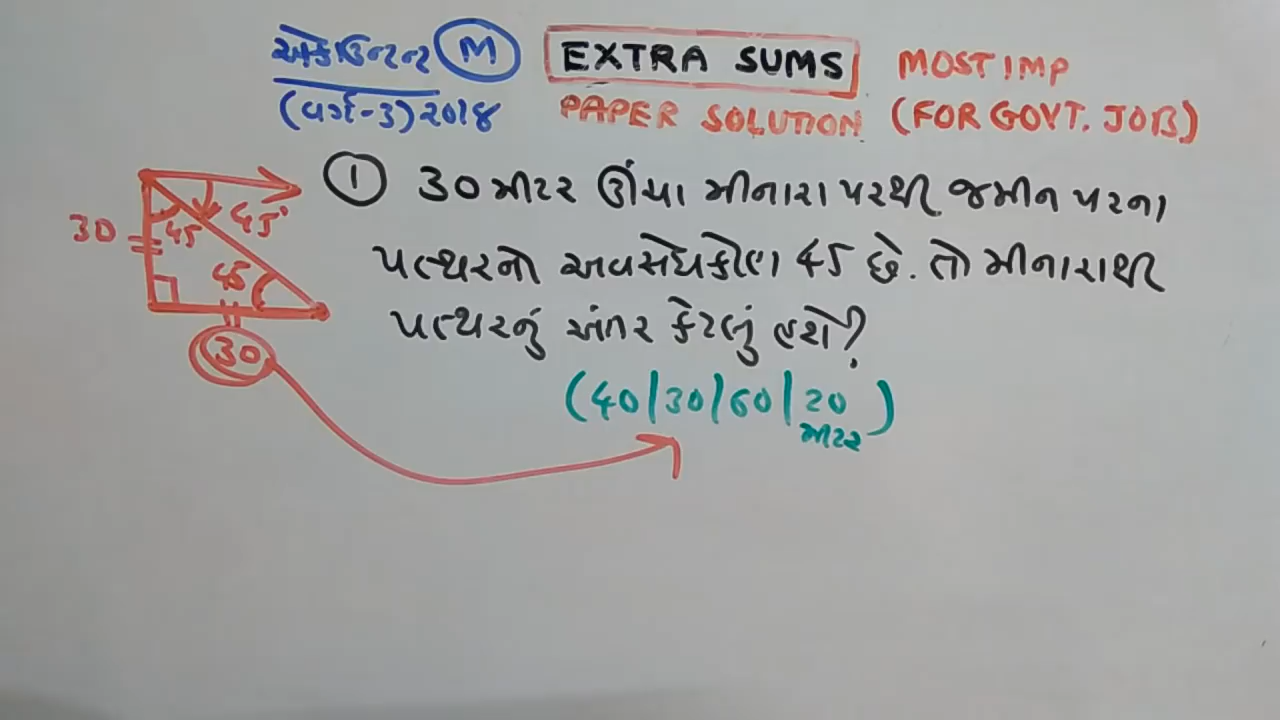 એકાઉન્ટન્ટ M
(વર્ગ-3) 2018
EXTRA SUMS
PAPER SOLUTION
MOST IMP
(FOR GOVT. JOB)
① 30 મીટર ઊંચા મીનારા પરથી જમીન પરના
પત્થરનો અવસેધકોણ 45 છે. તો મીનારાથી
પત્થરનું અંતર કેટલું હશે?
(40/30/60/20
મીટર)
30
45
45°
45
30